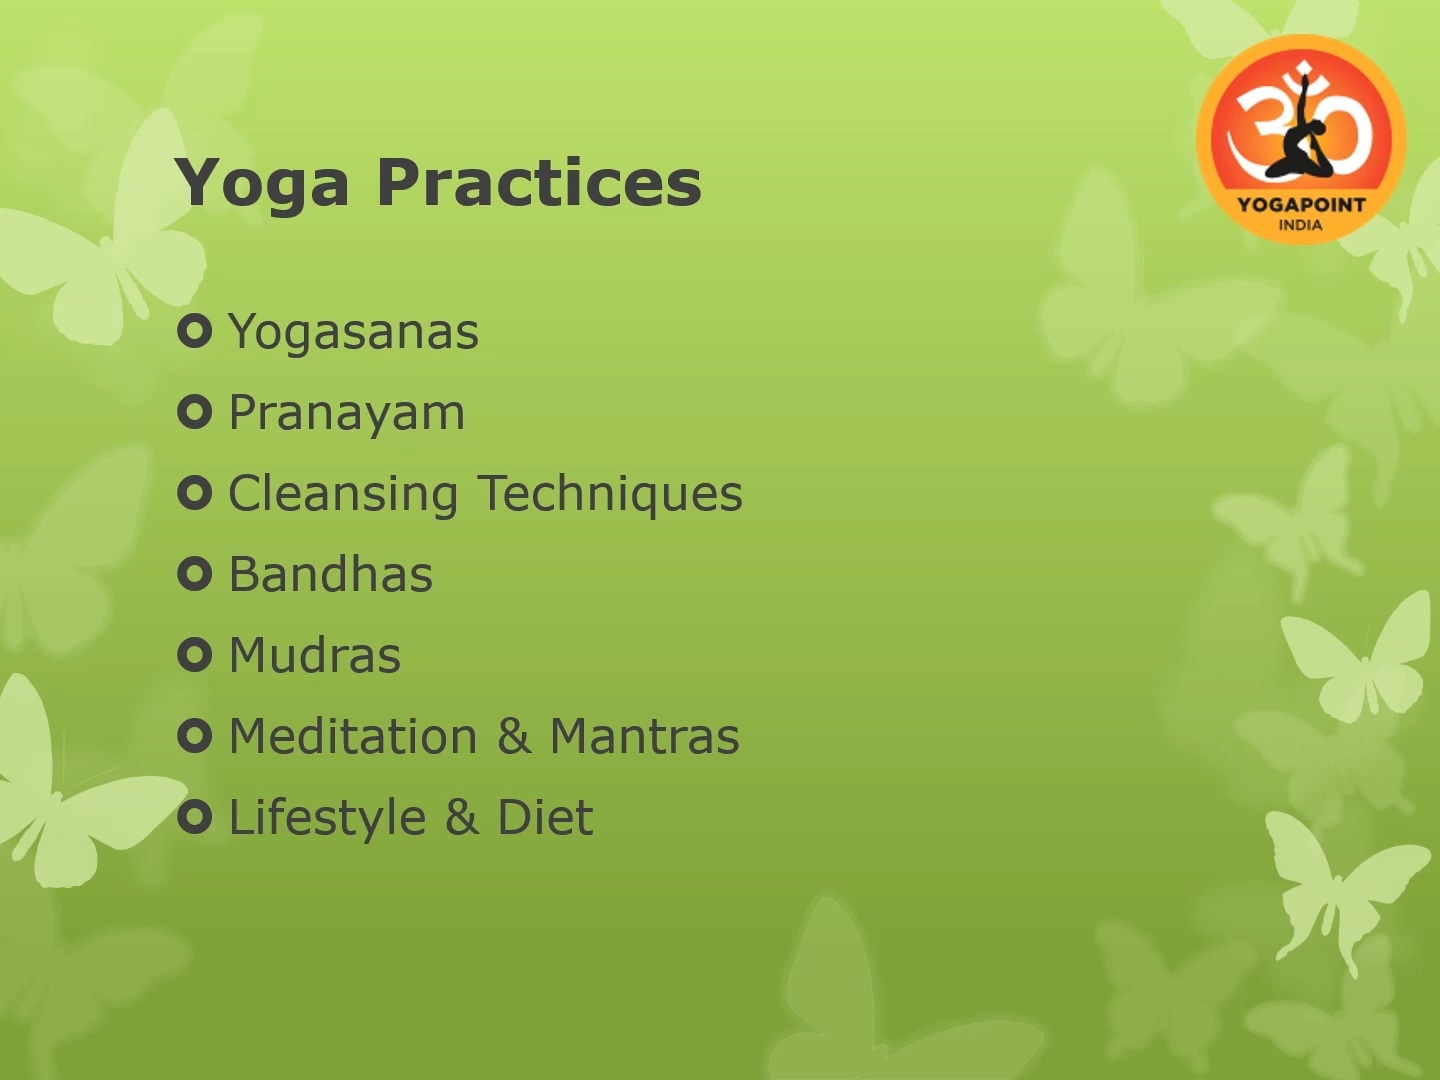 Yoga Practices
Yogasanas
Pranayam
Cleansing Techniques
Bandhas
Mudras
Meditation & Mantras
Lifestyle & Diet
YOGAPOINT
INDIA